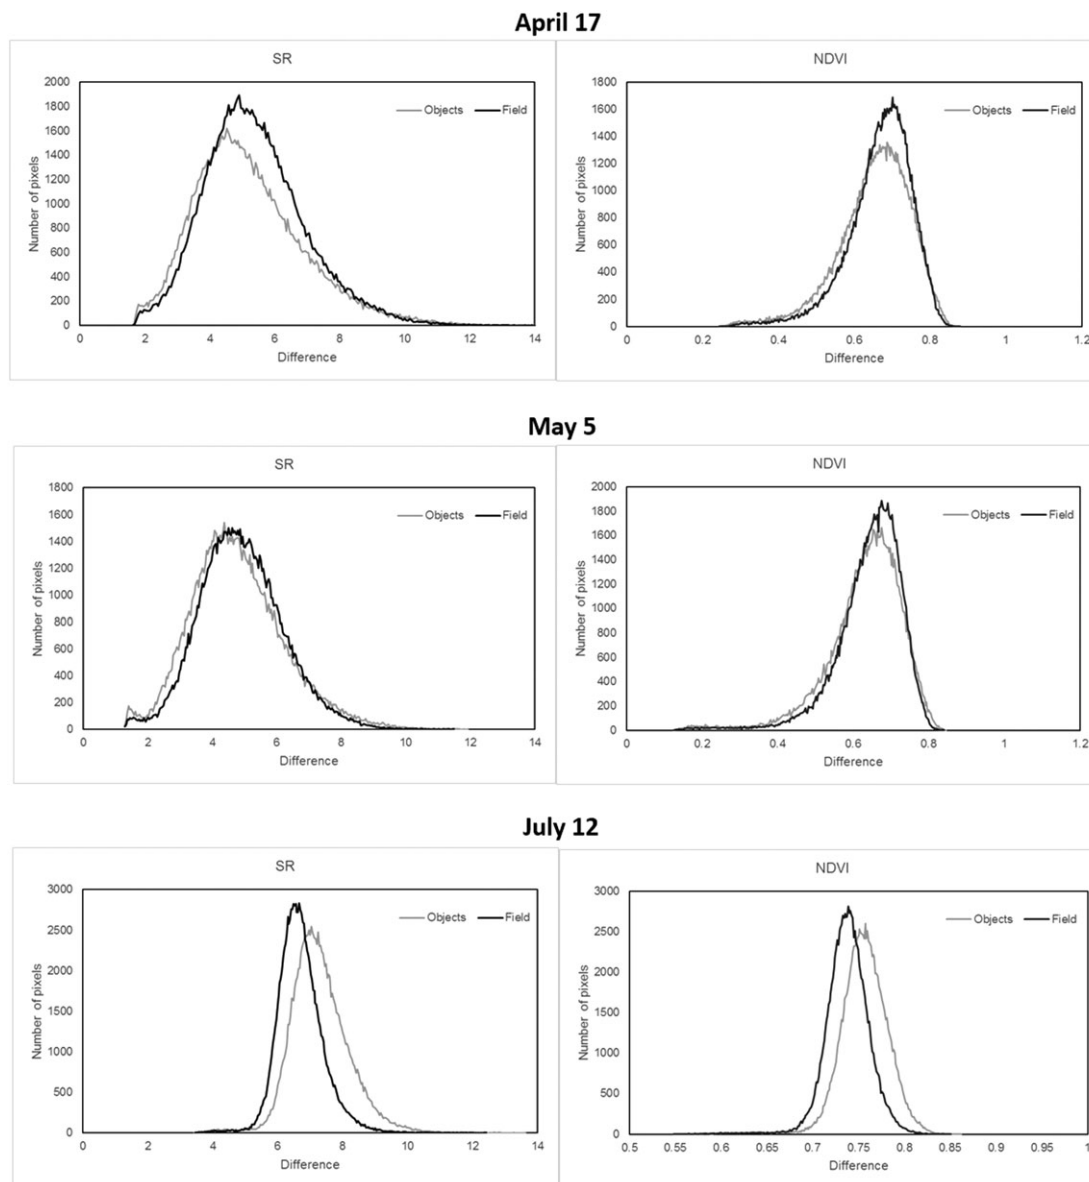 April 17
SR
2000
1800
1600
1400
1200
1000
800
600
400
200
0
Number of pixels
Objects Field
0 2 4 6 8 10 12 14
Difference
NDVI
1800
1600
1400
1200
1000
800
600
400
200
0
Number of pixels
Objects Field
0 0.2 0.4 0.6 0.8 1 1.2
Difference
May 5
SR
1800
1600
1400
1200
1000
800
600
400
200
0
Number of pixels
Objects Field
0 2 4 6 8 10 12 14
Difference
NDVI
2000
1800
1600
1400
1200
1000
800
600
400
200
0
Number of pixels
Objects Field
0 0.2 0.4 0.6 0.8 1 1.2
Difference
July 12
SR
3000
2500
2000
1500
1000
500
0
Number of pixels
Objects Field
0 2 4 6 8 10 12 14
Difference
NDVI
3000
2500
2000
1500
1000
500
0
Number of pixels
Objects Field
0.5 0.55 0.6 0.65 0.7 0.75 0.8 0.85 0.9 0.95 1
Difference